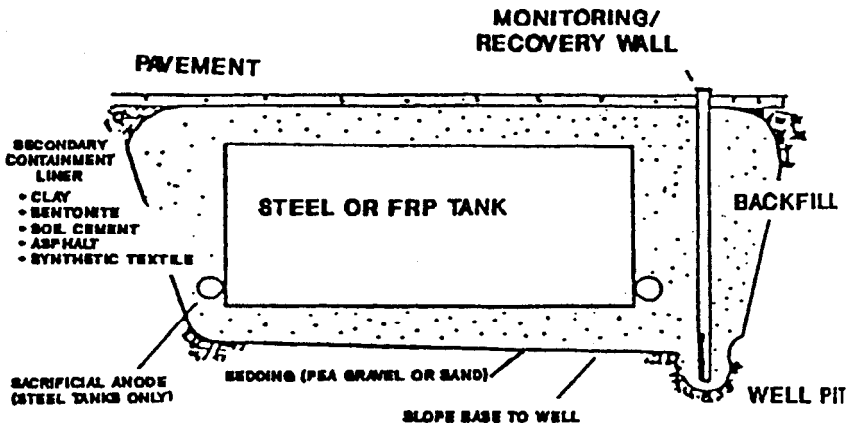 MONITORING/
RECOVERY WALL
PAVEMENT
SECONDARY
CONTAINMENT
LINER
• CLAY
• BENTONITE
• SOIL CEMENT
• ASPHALT
• SYNTHETIC TEXTILE
STEEL OR FRP TANK
BACKFILL
SACRIFICIAL ANODE
(STEEL TANKS ONLY)
BEDDING (PEA GRAVEL OR SAND)
SLOPE BASE TO WELL
WELL PIT